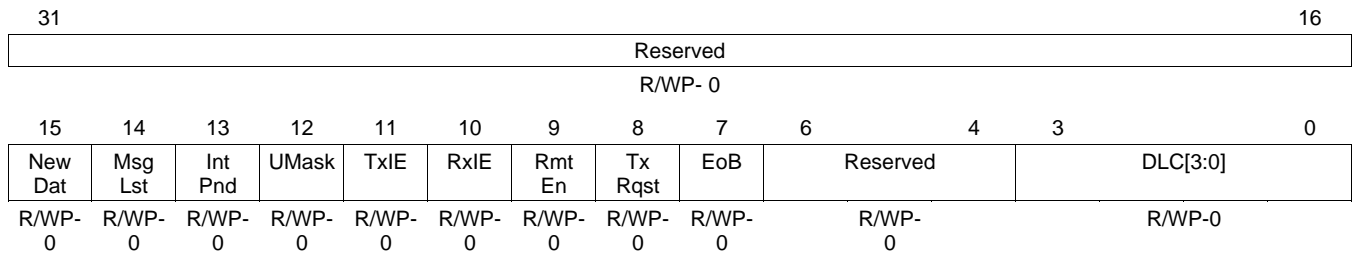 31 16
Reserved
R/WP- 0
15 14 13 12 11 10 9 8 7 6 4 3 0
New Msg Int UMask TxIE RxIE Rmt Tx EoB Reserved DLC[3:0]
Dat Lst Pnd En Rqst
R/WP- R/WP- R/WP- R/WP- R/WP- R/WP- R/WP- R/WP- R/WP- R/WP- R/WP-0
0 0 0 0 0 0 0 0 0 0